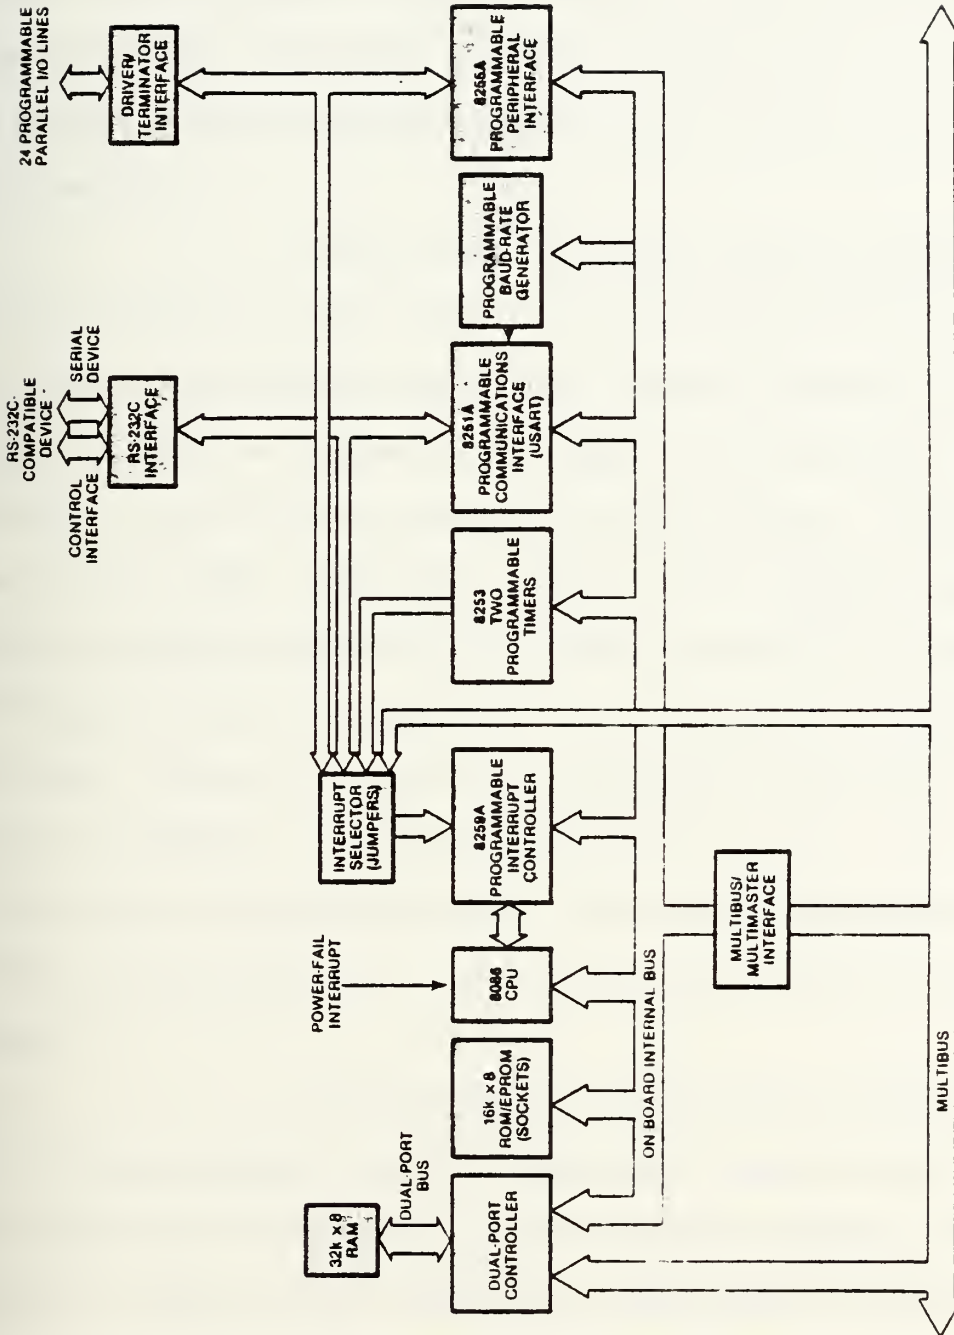 RS-232C-
COMPATIBLE
DEVICE
24 PROGRAMMABLE
PARALLEL I/O LINES
CONTROL
INTERFACE
SERIAL
DEVICE
RS-232C
INTERFACE
DRIVER/
TERMINATOR
INTERFACE
32k x 8
RAM
DUAL-PORT
BUS
POWER-FAIL
INTERRUPT
INTERRUPT
SELECTOR
(JUMPERS)
DUAL-PORT
CONTROLLER
16k x 8
ROM/EPROM
(SOCKETS)
8086
CPU
8259A
PROGRAMMABLE
INTERRUPT
CONTROLLER
8253
TWO
PROGRAMMABLE
TIMERS
8251A
PROGRAMMABLE
COMMUNICATIONS
INTERFACE
(USART)
PROGRAMMABLE
BAUD-RATE
GENERATOR
8255A
PROGRAMMABLE
PERIPHERAL
INTERFACE
ON BOARD INTERNAL BUS
MULTIBUS/
MULTIMASTER
INTERFACE
MULTIBUS